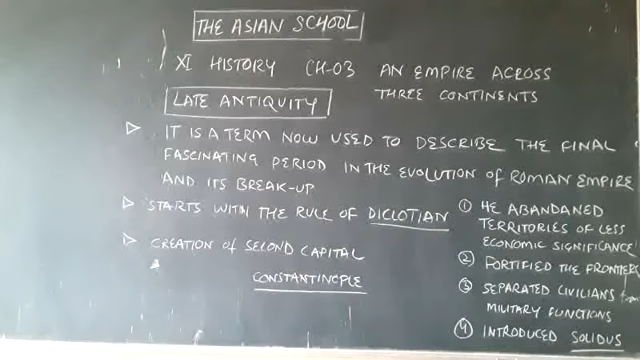 THE ASIAN SCHOOL
XI HISTORY CH-03 AN EMPIRE ACROSS
THREE CONTINENTS
LATE ANTIQUITY
IT IS A TERM NOW USED TO DESCRIBE THE FINAL
FASCINATING PERIOD IN THE EVOLUTION OF ROMAN EMPIRE
AND ITS BREAK-UP
STARTS WITH THE RULE OF DICLOTIAN
CREATION OF SECOND CAPITAL
CONSTANTINCPLE
① HE ABANDANED
TERRITORIES OF LESS
ECONOMIC SIGNIFICANCE
② FORTIFIED THE FRONTIERS
③ SEPARATED CIVILIANS from
MILITARY FUNCTIONS
④ INTRODUCED SOLIDUS